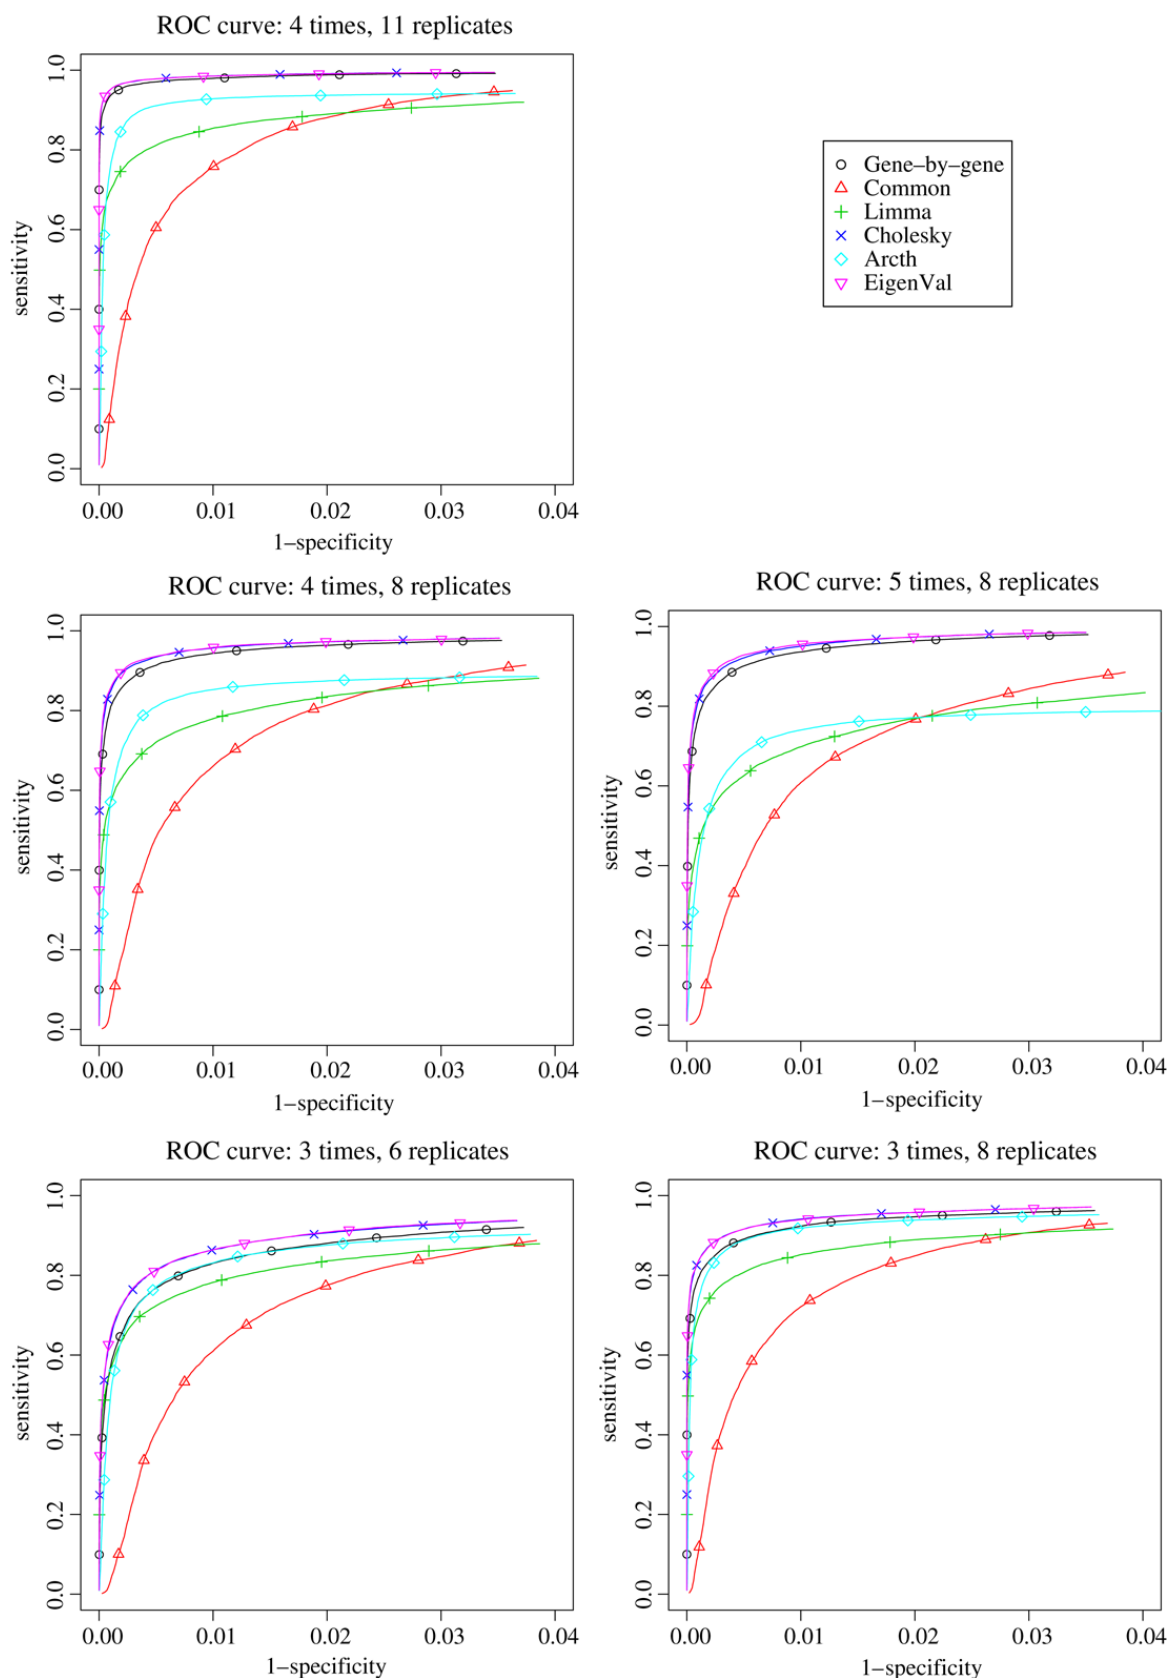 ROC curve: 4 times, 11 replicates
sensitivity
0.0 0.2 0.4 0.6 0.8 1.0
0.00 0.01 0.02 0.03 0.04
1−specificity
Gene−by−gene
Common
Limma
Cholesky
Arcth
EigenVal
ROC curve: 4 times, 8 replicates
sensitivity
0.0 0.2 0.4 0.6 0.8 1.0
0.00 0.01 0.02 0.03 0.04
1−specificity
ROC curve: 5 times, 8 replicates
sensitivity
0.0 0.2 0.4 0.6 0.8 1.0
0.00 0.01 0.02 0.03 0.04
1−specificity
ROC curve: 3 times, 6 replicates
sensitivity
0.0 0.2 0.4 0.6 0.8 1.0
0.00 0.01 0.02 0.03 0.04
1−specificity
ROC curve: 3 times, 8 replicates
sensitivity
0.0 0.2 0.4 0.6 0.8 1.0
0.00 0.01 0.02 0.03 0.04
1−specificity